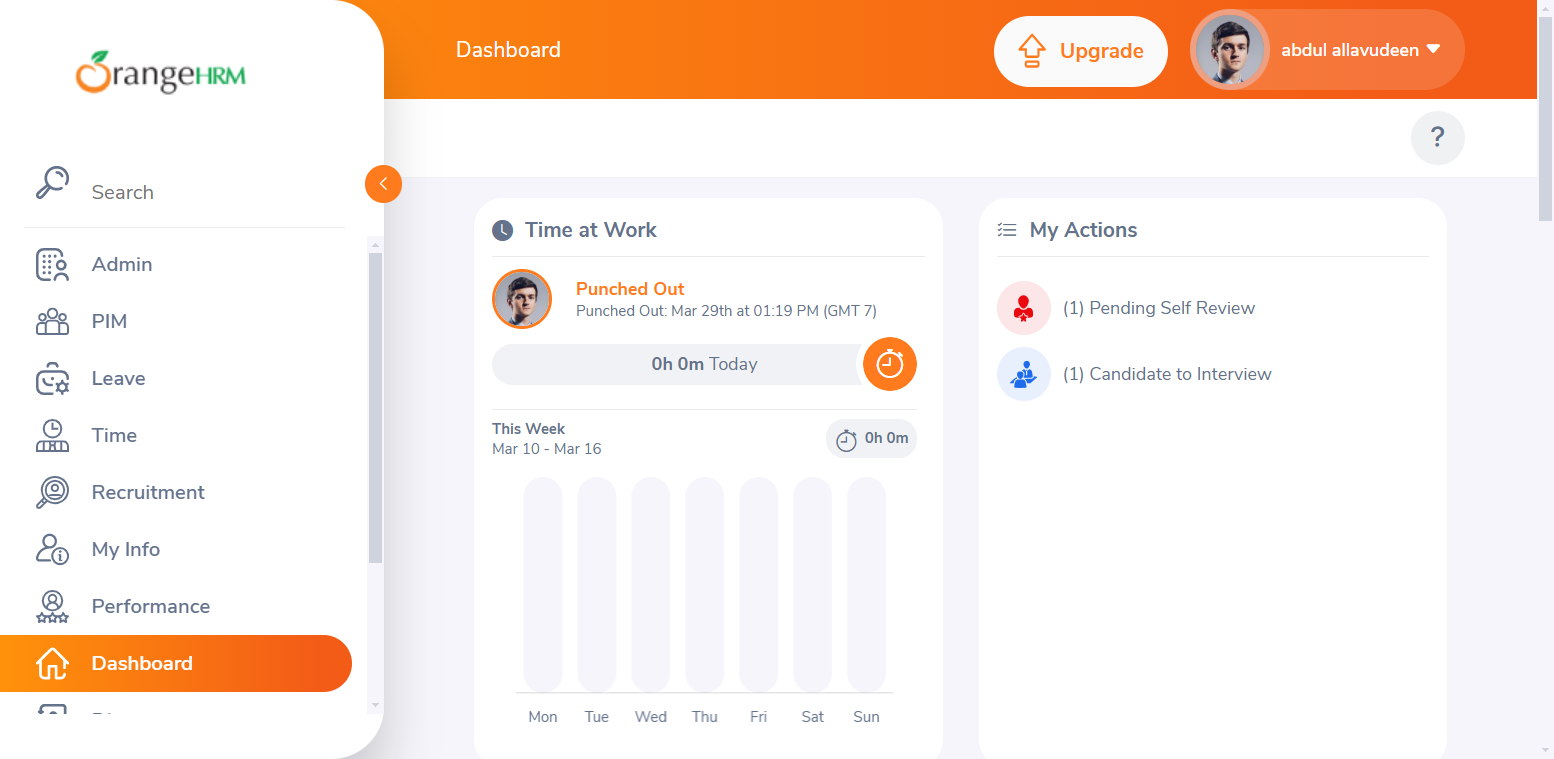 OrangeHRM
Dashboard
Upgrade
abdul allavudeen
?
Search
Admin
PIM
Leave
Time
Recruitment
My Info
Performance
Dashboard
Time at Work
Punched Out
Punched Out: Mar 29th at 01:19 PM (GMT 7)
0h 0m Today
This Week
Mar 10 - Mar 16
0h 0m
Mon Tue Wed Thu Fri Sat Sun
My Actions
(1) Pending Self Review
(1) Candidate to Interview